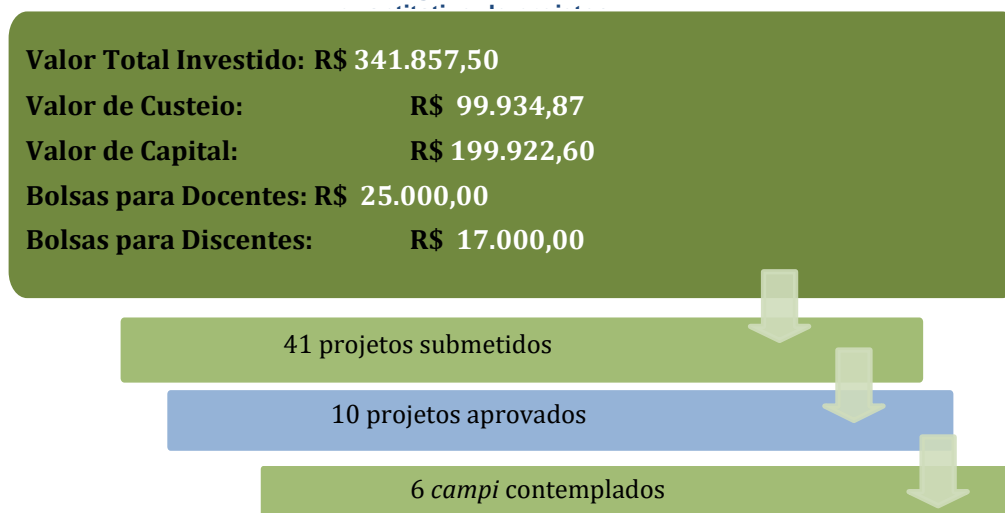 Valor Total Investido: R$ 341.857,50
Valor de Custeio: R$ 99.934,87
Valor de Capital: R$ 199.922,60
Bolsas para Docentes: R$ 25.000,00
Bolsas para Discentes: R$ 17.000,00
41 projetos submetidos
10 projetos aprovados
6 campi contemplados